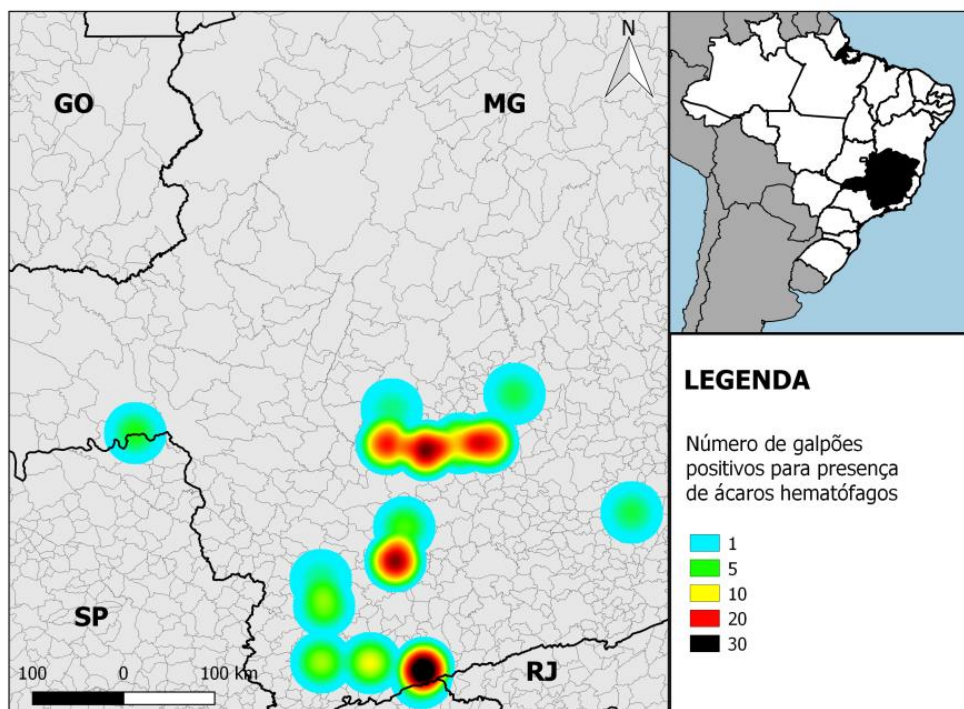 N
GO
MG
SP
RJ
100 0 100 km
LEGENDA
Número de galpões
positivos para presença
de ácaros hematófagos
1
5
10
20
30